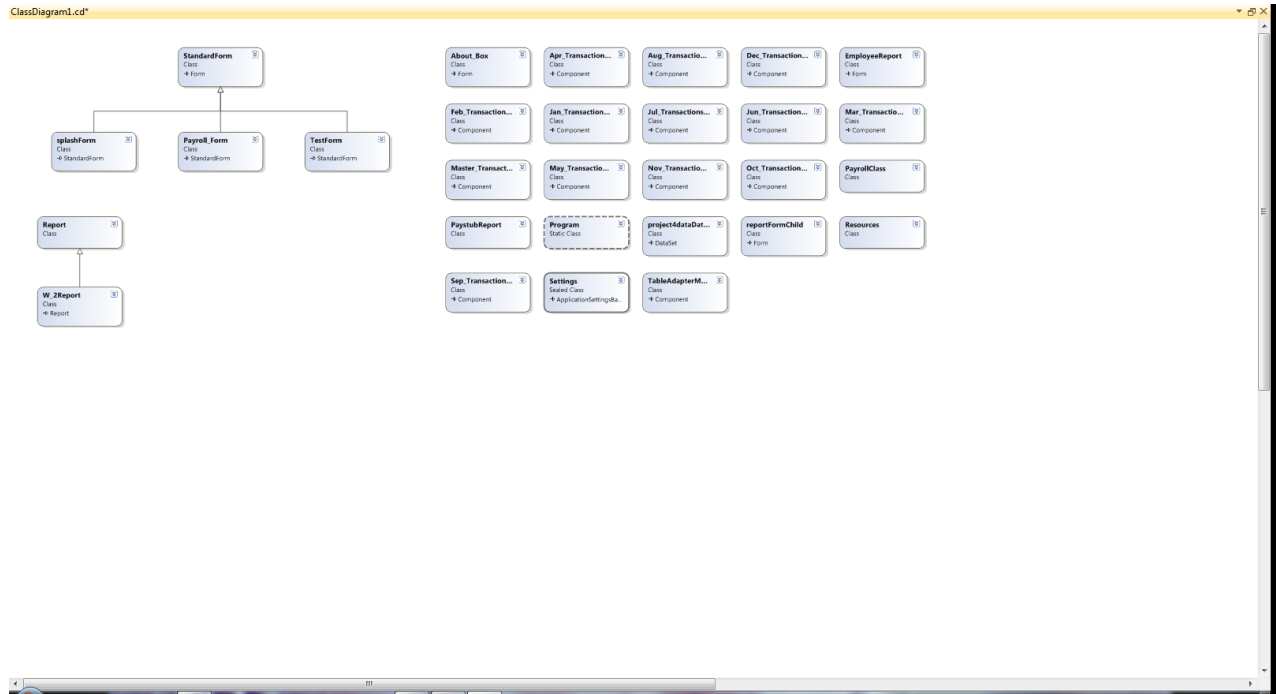 ClassDiagram1.cd*
StandardForm
Class
Form
splashForm
Class
StandardForm
Payroll_Form
Class
StandardForm
TestForm
Class
StandardForm
Report
Class
W_2Report
Class
Report
About_Box
Class
Form
Apr_Transaction...
Class
Component
Aug_Transactio...
Class
Component
Dec_Transaction...
Class
Component
EmployeeReport
Class
Form
Feb_Transaction...
Class
Component
Jan_Transaction...
Class
Component
Jul_Transactions...
Class
Component
Jun_Transaction...
Class
Component
Mar_Transactio...
Class
Component
Master_Transact...
Class
Component
May_Transactio...
Class
Component
Nov_Transactio...
Class
Component
Oct_Transaction...
Class
Component
PayrollClass
Class
PaystubReport
Class
Program
Static Class
project4dataDat...
Class
DataSet
reportFormChild
Class
Form
Resources
Class
Sep_Transaction...
Class
Component
Settings
Sealed Class
ApplicationSettingsBa...
TableAdapterM...
Class
Component